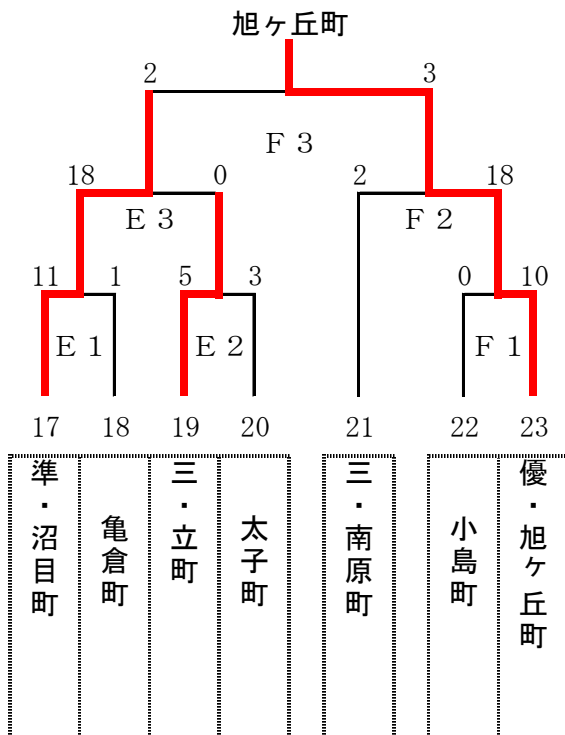 旭ヶ丘町
2 3
F 3
18 0 2 18
E 3 F 2
11 1 5 3 0 10
E 1 E 2 F 1
17 18 19 20 21 22 23
準・沼目町
亀倉町
三・立町
太子町
三・南原町
小島町
優・旭ヶ丘町